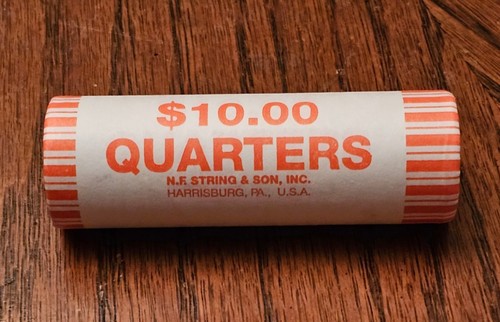 $10.00
QUARTERS
N.F. STRING & SON, INC.
HARRISBURG, PA., U.S.A.